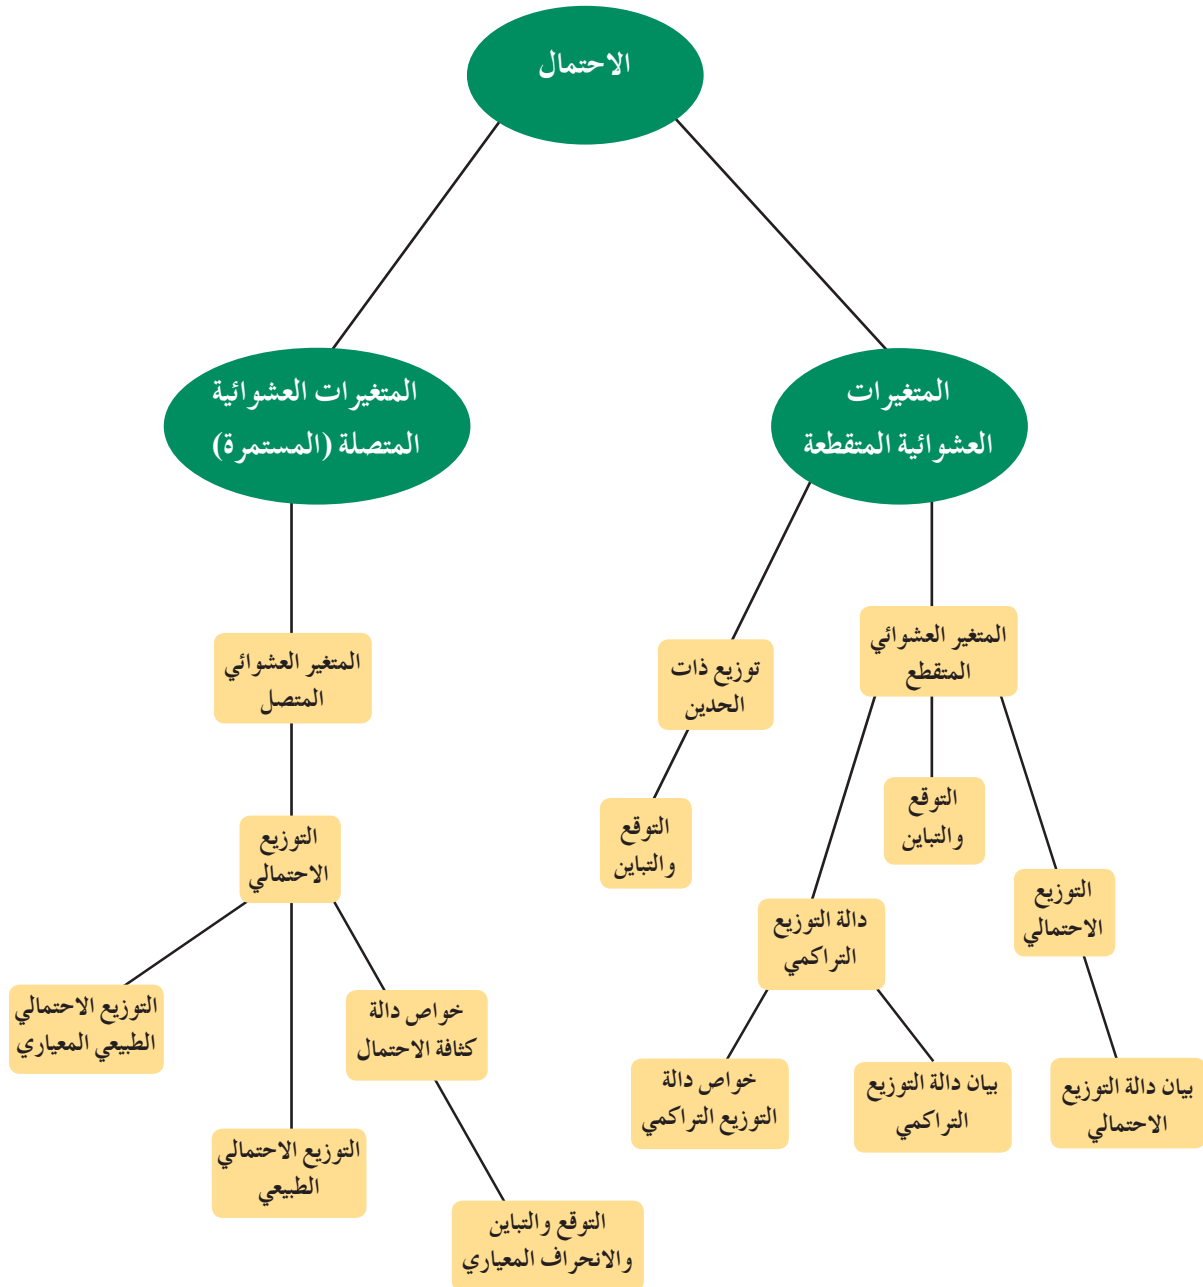 الاحتمال
المتغيرات
العشوائية المتقطعة
المتغيرات العشوائية
المتصلة (المستمرة)
المتغير العشوائي
المتقطع
توزيع ذات
الحدين
المتغير العشوائي
المتصل
التوقع
والتباين
التوقع
والتباين
التوزيع
الاحتمالي
التوزيع
الاحتمالي
دالة التوزيع
التراكمي
خواص دالة
كثافة الاحتمال
التوزيع الاحتمالي
الطبيعي المعياري
بيان دالة التوزيع
الاحتمالي
بيان دالة التوزيع
التراكمي
خواص دالة
التوزيع التراكمي
التوزيع الاحتمالي
الطبيعي
التوقع والتباين
والانحراف المعياري